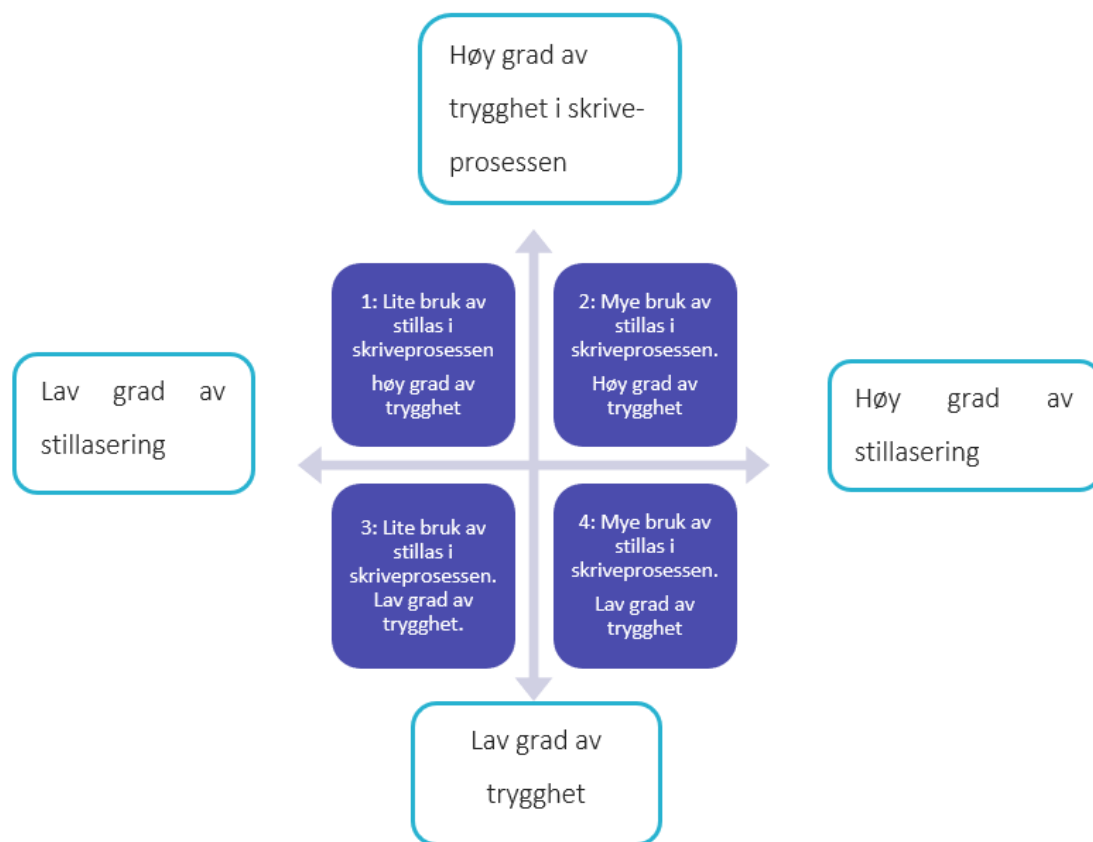 Høy grad av
trygghet i skrive-
prosessen
1: Lite bruk av
stillas i
skriveprosessen
høy grad av
trygghet
2: Mye bruk av
stillas i
skriveprosessen.
Høy grad av
trygghet
Lav grad av
stillasering
Høy grad av
stillasering
3: Lite bruk av
stillas i
skriveprosessen.
Lav grad av
trygghet.
4: Mye bruk av
stillas i
skriveprosessen.
Lav grad av
trygghet
Lav grad av
trygghet